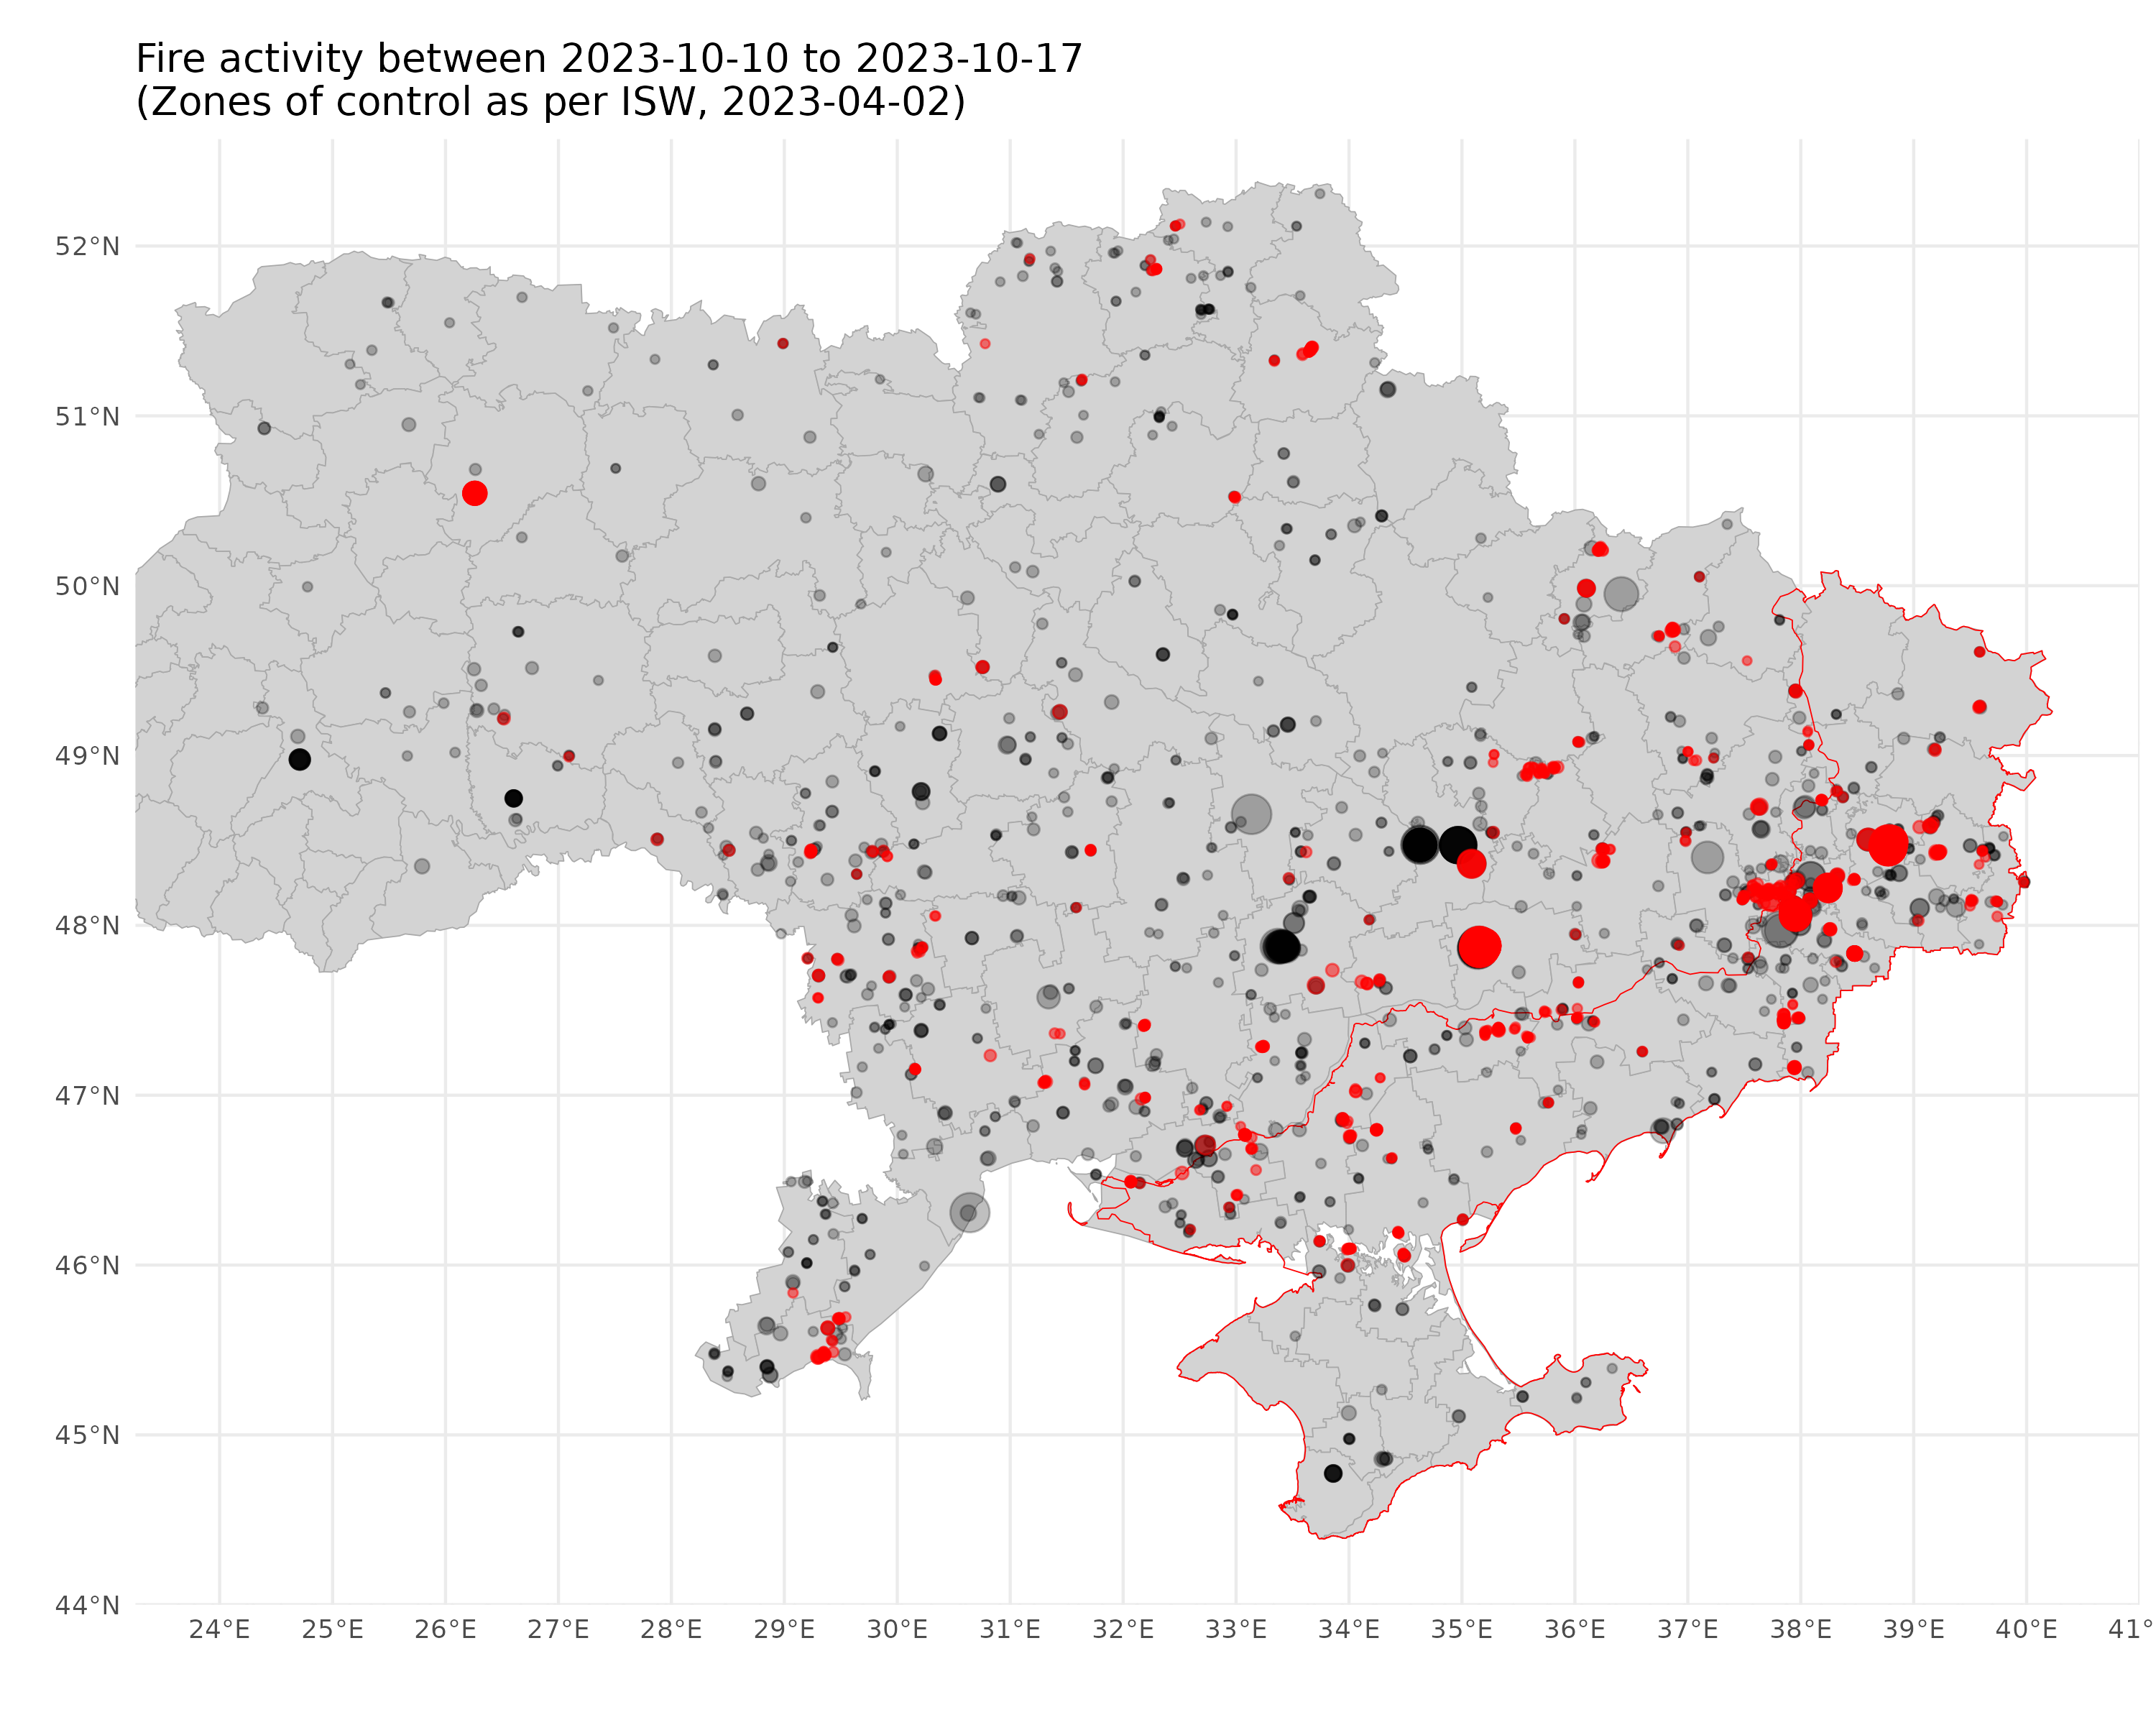 Fire activity between 2023-10-10 to 2023-10-17
(Zones of control as per ISW, 2023-04-02)
52°N
51°N
50°N
49°N
48°N
47°N
46°N
45°N
44°N
24°E 25°E 26°E 27°E 28°E 29°E 30°E 31°E 32°E 33°E 34°E 35°E 36°E 37°E 38°E 39°E 40°E 41°